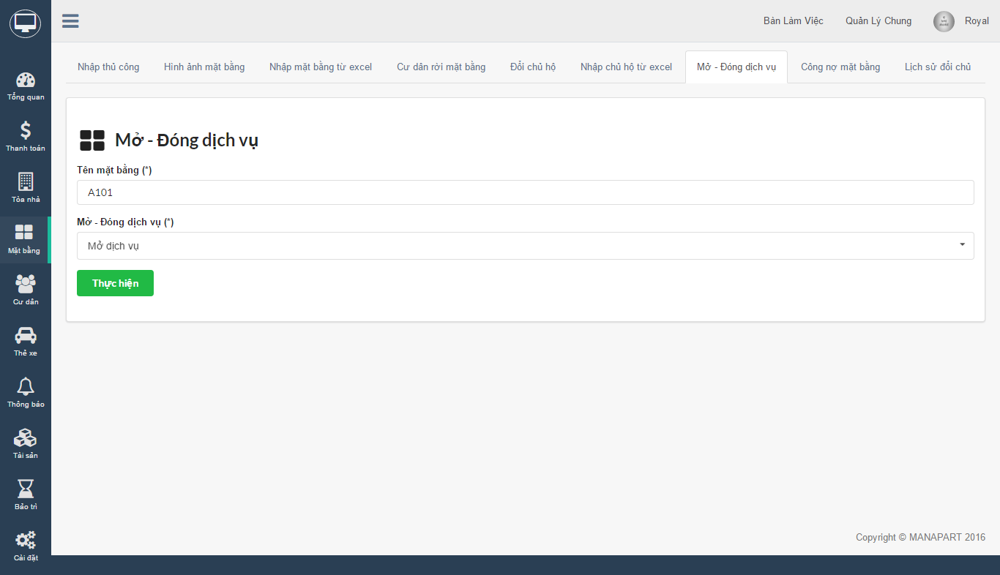 Bàn Làm Việc
Quản Lý Chung
Royal
Tổng quan
Thanh toán
Tòa nhà
Mặt bằng
Cư dân
Thẻ xe
Thông báo
Tài sản
Bảo trì
Cài đặt
Nhập thủ công
Hình ảnh mặt bằng
Nhập mặt bằng từ excel
Cư dân rời mặt bằng
Đổi chủ hộ
Nhập chủ hộ từ excel
Mở - Đóng dịch vụ
Công nợ mặt bằng
Lịch sử đổi chủ
Mở - Đóng dịch vụ
Tên mặt bằng (*)
A101
Mở - Đóng dịch vụ (*)
Mở dịch vụ
Thực hiện
Copyright © MANAPART 2016